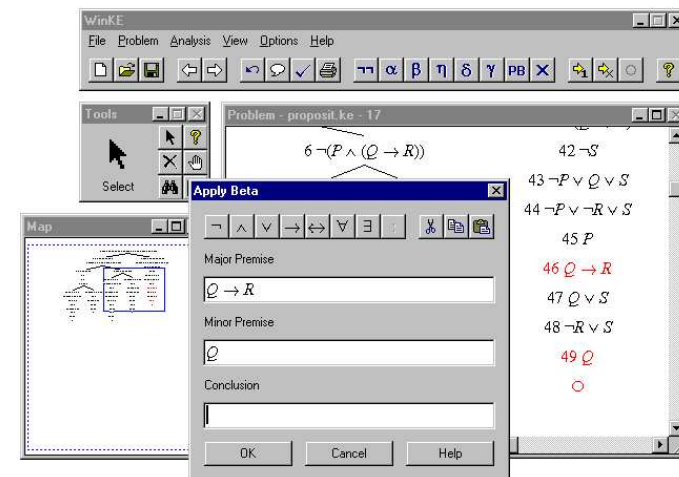 WinKE
File Problem Analysis View Options Help
¬¬ α β η δ γ PB
Tools
Select
Problem - proposit.ke - 17
6 ¬(P ∧ (Q → R))
42 ¬S
43 ¬P ∨ Q ∨ S
44 ¬P ∨ ¬R ∨ S
45 P
46 Q → R
47 Q ∨ S
48 ¬R ∨ S
49 Q
Map
Apply Beta
¬ ∧ ∨ → ↔ ∀ ∃ :
Major Premise
Q → R
Minor Premise
Q
Conclusion
OK Cancel Help